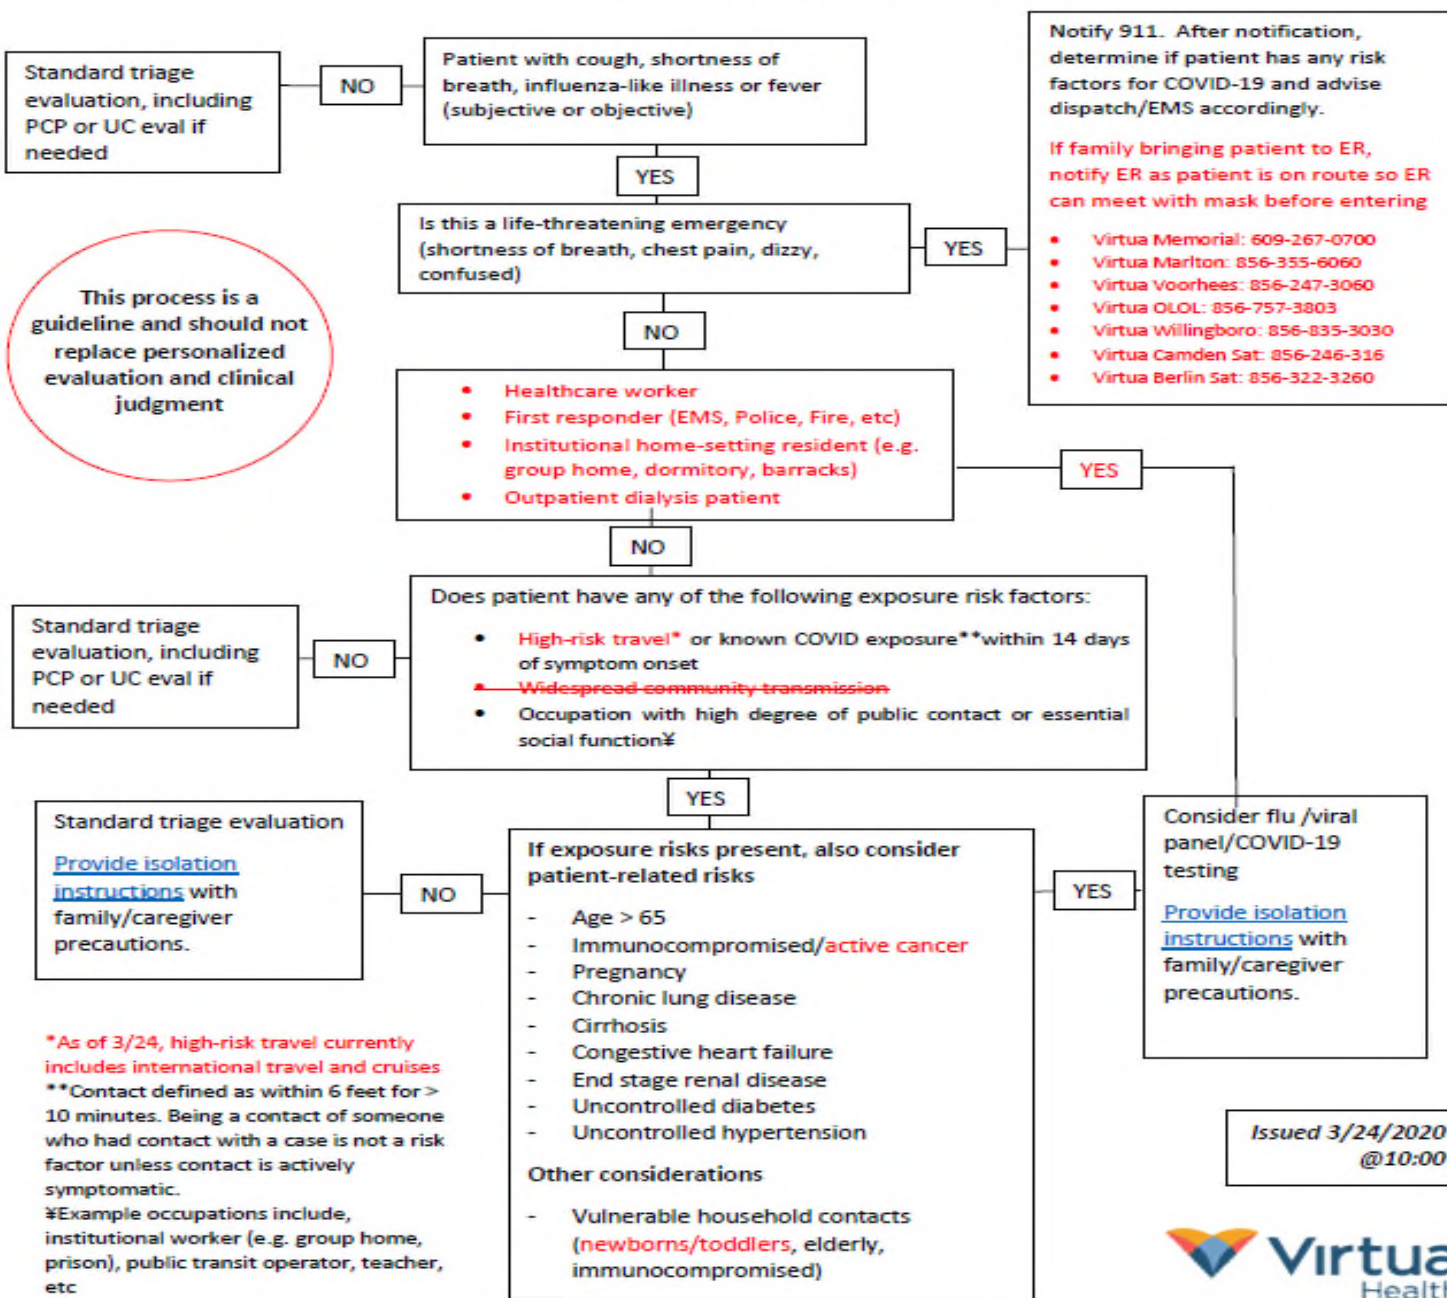 Standard triage
evaluation, including
PCP or UC eval if
needed
NO
Patient with cough, shortness of
breath, influenza-like illness or fever
(subjective or objective)
Notify 911. After notification,
determine if patient has any risk
factors for COVID-19 and advise
dispatch/EMS accordingly.
If family bringing patient to ER,
notify ER as patient is on route so ER
can meet with mask before entering
• Virtua Memorial: 609-267-0700
• Virtua Marlton: 856-355-6060
• Virtua Voorhees: 856-247-3060
• Virtua OLOL: 856-757-3803
• Virtua Willingboro: 856-835-3030
• Virtua Camden Sat: 856-246-316
• Virtua Berlin Sat: 856-322-3260
YES
Is this a life-threatening emergency
(shortness of breath, chest pain, dizzy,
confused)
YES
This process is a
guideline and should not
replace personalized
evaluation and clinical
judgment
NO
• Healthcare worker
• First responder (EMS, Police, Fire, etc)
• Institutional home-setting resident (e.g.
group home, dormitory, barracks)
• Outpatient dialysis patient
YES
NO
Standard triage
evaluation, including
PCP or UC eval if
needed
NO
Does patient have any of the following exposure risk factors:
• High-risk travel* or known COVID exposure**within 14 days
of symptom onset
• Widespread community transmission
• Occupation with high degree of public contact or essential
social function¥
YES
Standard triage evaluation
Provide isolation
instructions with
family/caregiver
precautions.
NO
If exposure risks present, also consider
patient-related risks
- Age > 65
- Immunocompromised/active cancer
- Pregnancy
- Chronic lung disease
- Cirrhosis
- Congestive heart failure
- End stage renal disease
- Uncontrolled diabetes
- Uncontrolled hypertension
Other considerations
- Vulnerable household contacts
(newborns/toddlers, elderly,
immunocompromised)
YES
Consider flu /viral
panel/COVID-19
testing
Provide isolation
instructions with
family/caregiver
precautions.
*As of 3/24, high-risk travel currently
includes international travel and cruises
**Contact defined as within 6 feet for >
10 minutes. Being a contact of someone
who had contact with a case is not a risk
factor unless contact is actively
symptomatic.
¥Example occupations include,
institutional worker (e.g. group home,
prison), public transit operator, teacher,
etc
Issued 3/24/2020
@10:00
Virtua
Health